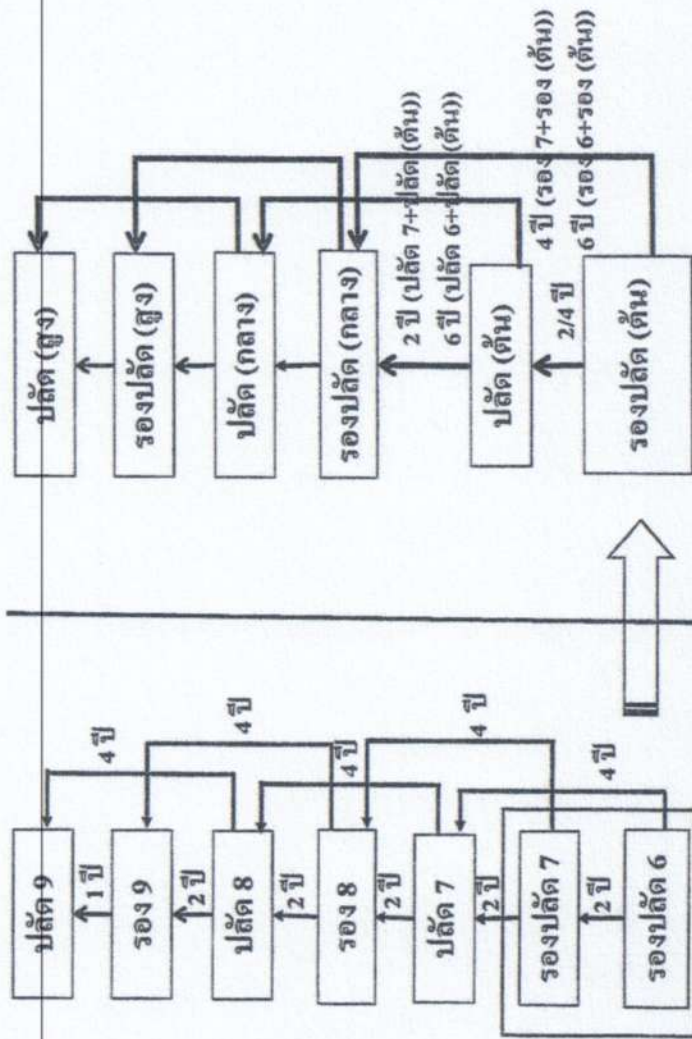 ปลัด 9
1 ปี
4 ปี
รอง 9
2 ปี
4 ปี
ปลัด 8
2 ปี
รอง 8
4 ปี
2 ปี
ปลัด 7
4 ปี
2 ปี
รองปลัด 7
2 ปี
4 ปี
รองปลัด 6
ปลัด (สูง)
รองปลัด (สูง)
ปลัด (กลาง)
รองปลัด (กลาง)
2 ปี (ปลัด 7+ปลัด (ต้น))
6 ปี (ปลัด 6+ปลัด (ต้น))
ปลัด (ต้น)
2/4 ปี
4 ปี (รอง 7+รอง (ต้น))
6 ปี (รอง 6+รอง (ต้น))
รองปลัด (ต้น)